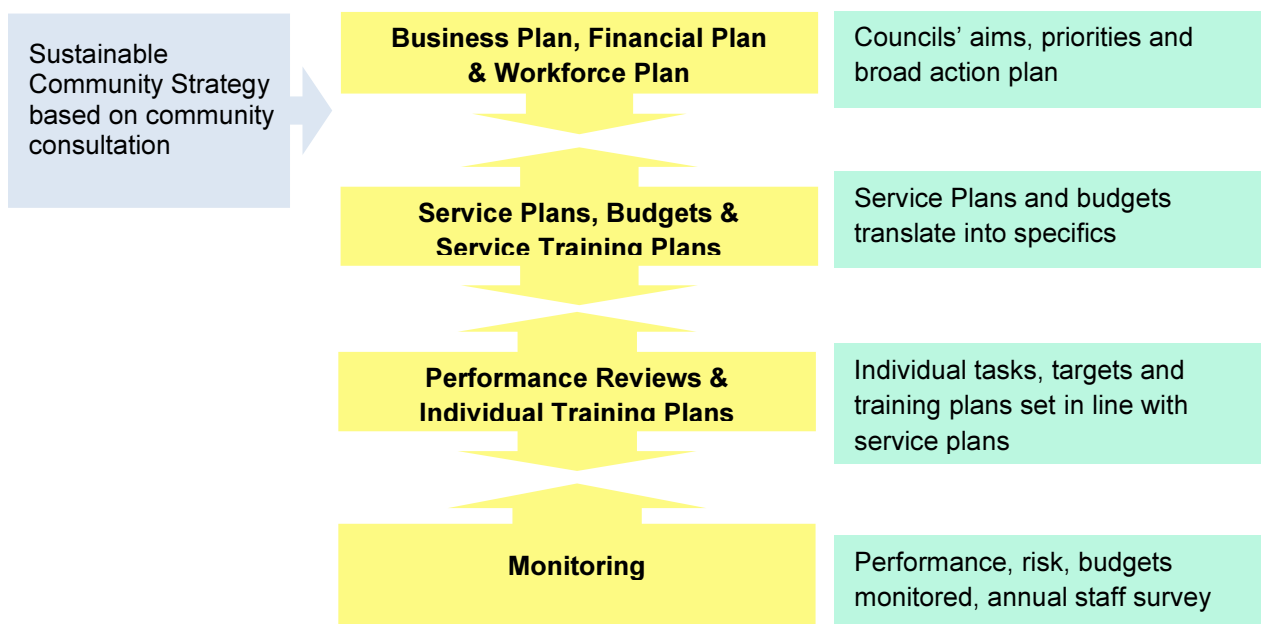 Sustainable
Community Strategy
based on community
consultation
Business Plan, Financial Plan
& Workforce Plan
Councils’ aims, priorities and
broad action plan
Service Plans, Budgets &
Service Training Plans
Service Plans and budgets
translate into specifics
Performance Reviews &
Individual Training Plans
Individual tasks, targets and
training plans set in line with
service plans
Monitoring
Performance, risk, budgets
monitored, annual staff survey